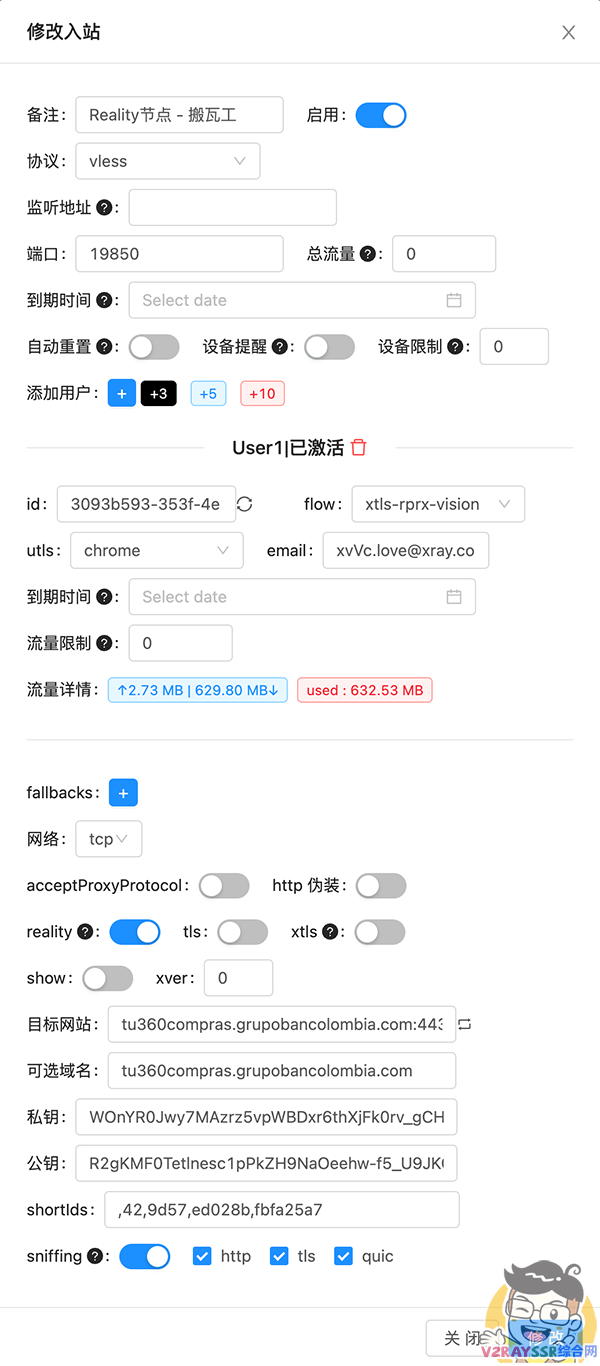 修改入站
备注: Reality节点 - 搬瓦工 启用:
协议: vless
监听地址 ?:
端口: 19850 总流量 ?: 0
到期时间 ?: Select date
自动重置 ?: 设备提醒 ?: 设备限制 ?: 0
添加用户: + +3 +5 +10
User1|已激活
id: 3093b593-353f-4e flow: xtls-rprx-vision
utls: chrome email: xvVc.love@xray.co
到期时间 ?: Select date
流量限制 ?: 0
流量详情: ↑2.73 MB | 629.80 MB↓ used : 632.53 MB
fallbacks: +
网络: tcp
acceptProxyProtocol: http 伪装:
reality ?: tls: xtls ?:
show: xver: 0
目标网站: tu360compras.grupobancolombia.com:443
可选域名: tu360compras.grupobancolombia.com
私钥: WOnYR0Jwy7MAzrz5vpWBDxr6thXjFk0rv_gCH
公钥: R2gKMF0TetInesc1pPkZH9NaOeehw-f5_U9JK
shortIds: ,42,9d57,ed028b,fbfa25a7
sniffing ?: http tls quic
关 闭 修 改
V2RAYSSR综合网